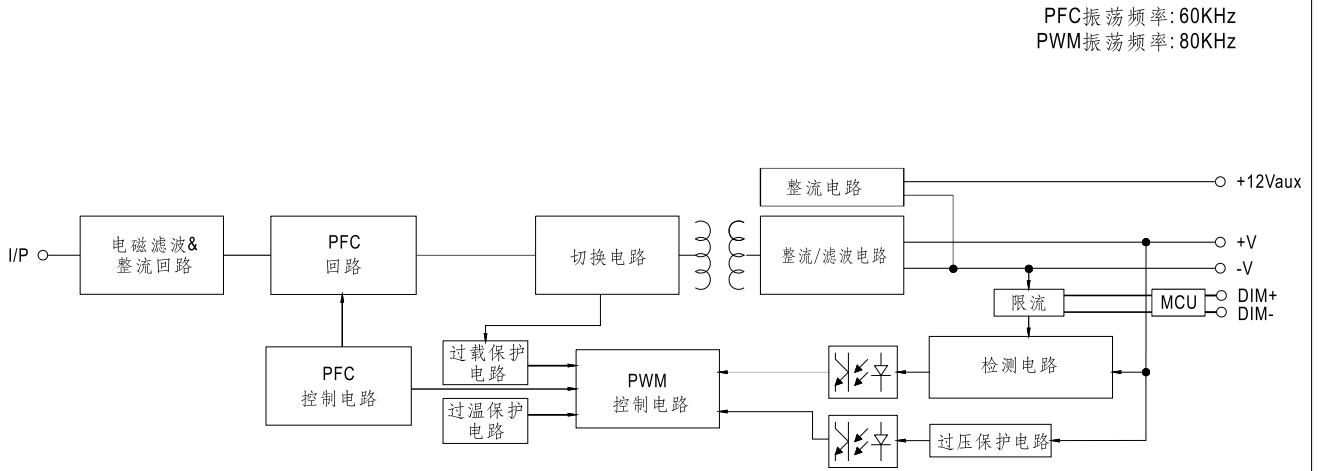 PFC振荡频率: 60KHz
PWM振荡频率: 80KHz
整流电路
+12Vaux
I/P
电磁滤波&
整流回路
PFC
回路
切换电路
整流/滤波电路
+V
-V
限流
MCU
DIM+
DIM-
过载保护
电路
PFC
控制电路
PWM
控制电路
检测电路
过温保护
电路
过压保护电路